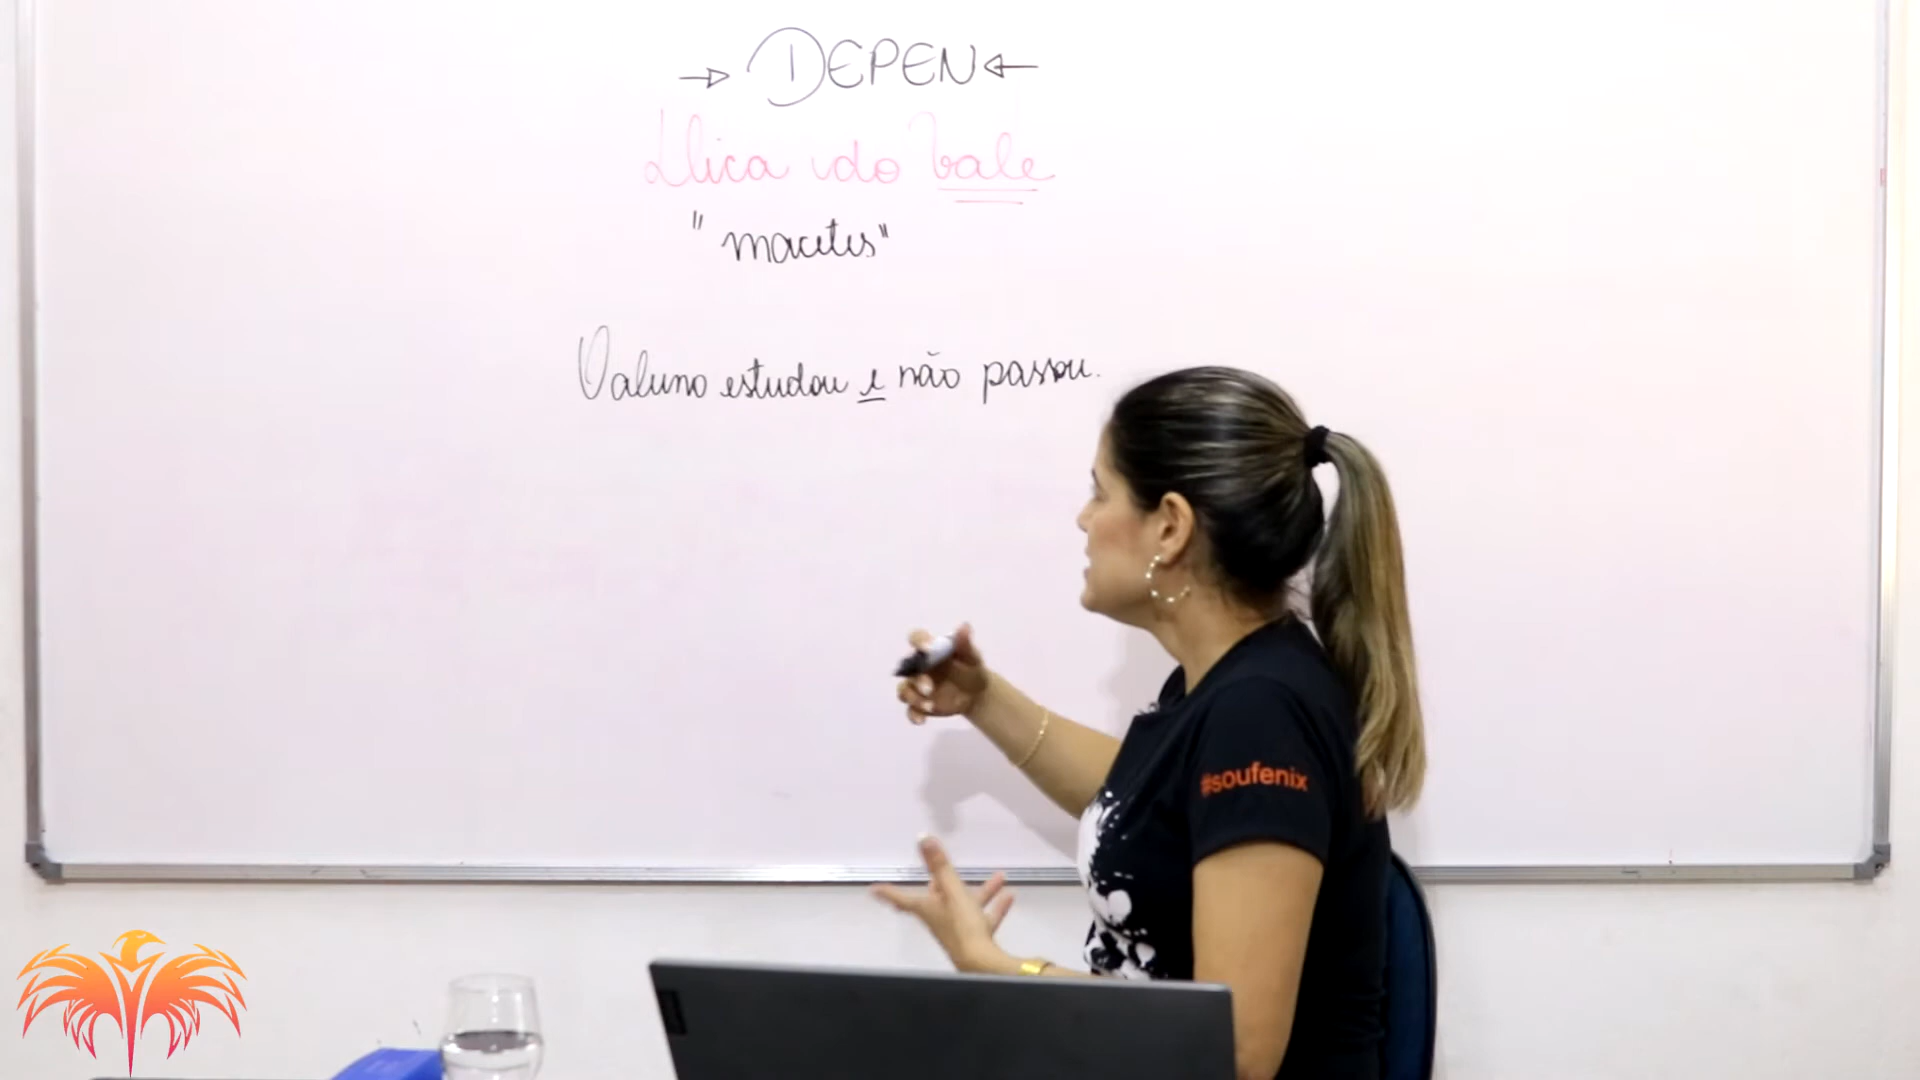 → DEPEN ←
Dica do Vale
"macetes"
O aluno estudou e não passou.
#soufenix